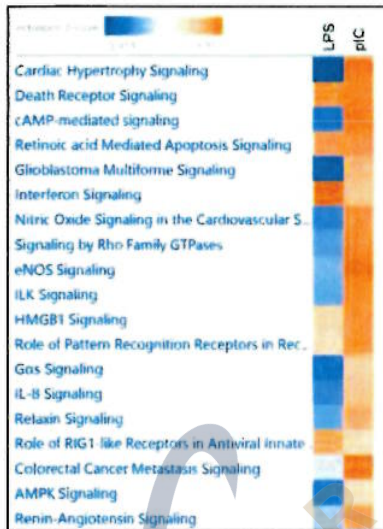 LPS
pIC
Cardiac Hypertrophy Signaling
Death Receptor Signaling
cAMP-mediated signaling
Retinoic acid Mediated Apoptosis Signaling
Glioblastoma Multiforme Signaling
Interferon Signaling
Nitric Oxide Signaling in the Cardiovascular S...
Signaling by Rho Family GTPases
eNOS Signaling
ILK Signaling
HMGB1 Signaling
Role of Pattern Recognition Receptors in Rec...
Gαs Signaling
IL-8 Signaling
Relaxin Signaling
Role of RIG1-like Receptors in Antiviral Innate ...
Colorectal Cancer Metastasis Signaling
AMPK Signaling
Renin-Angiotensin Signaling